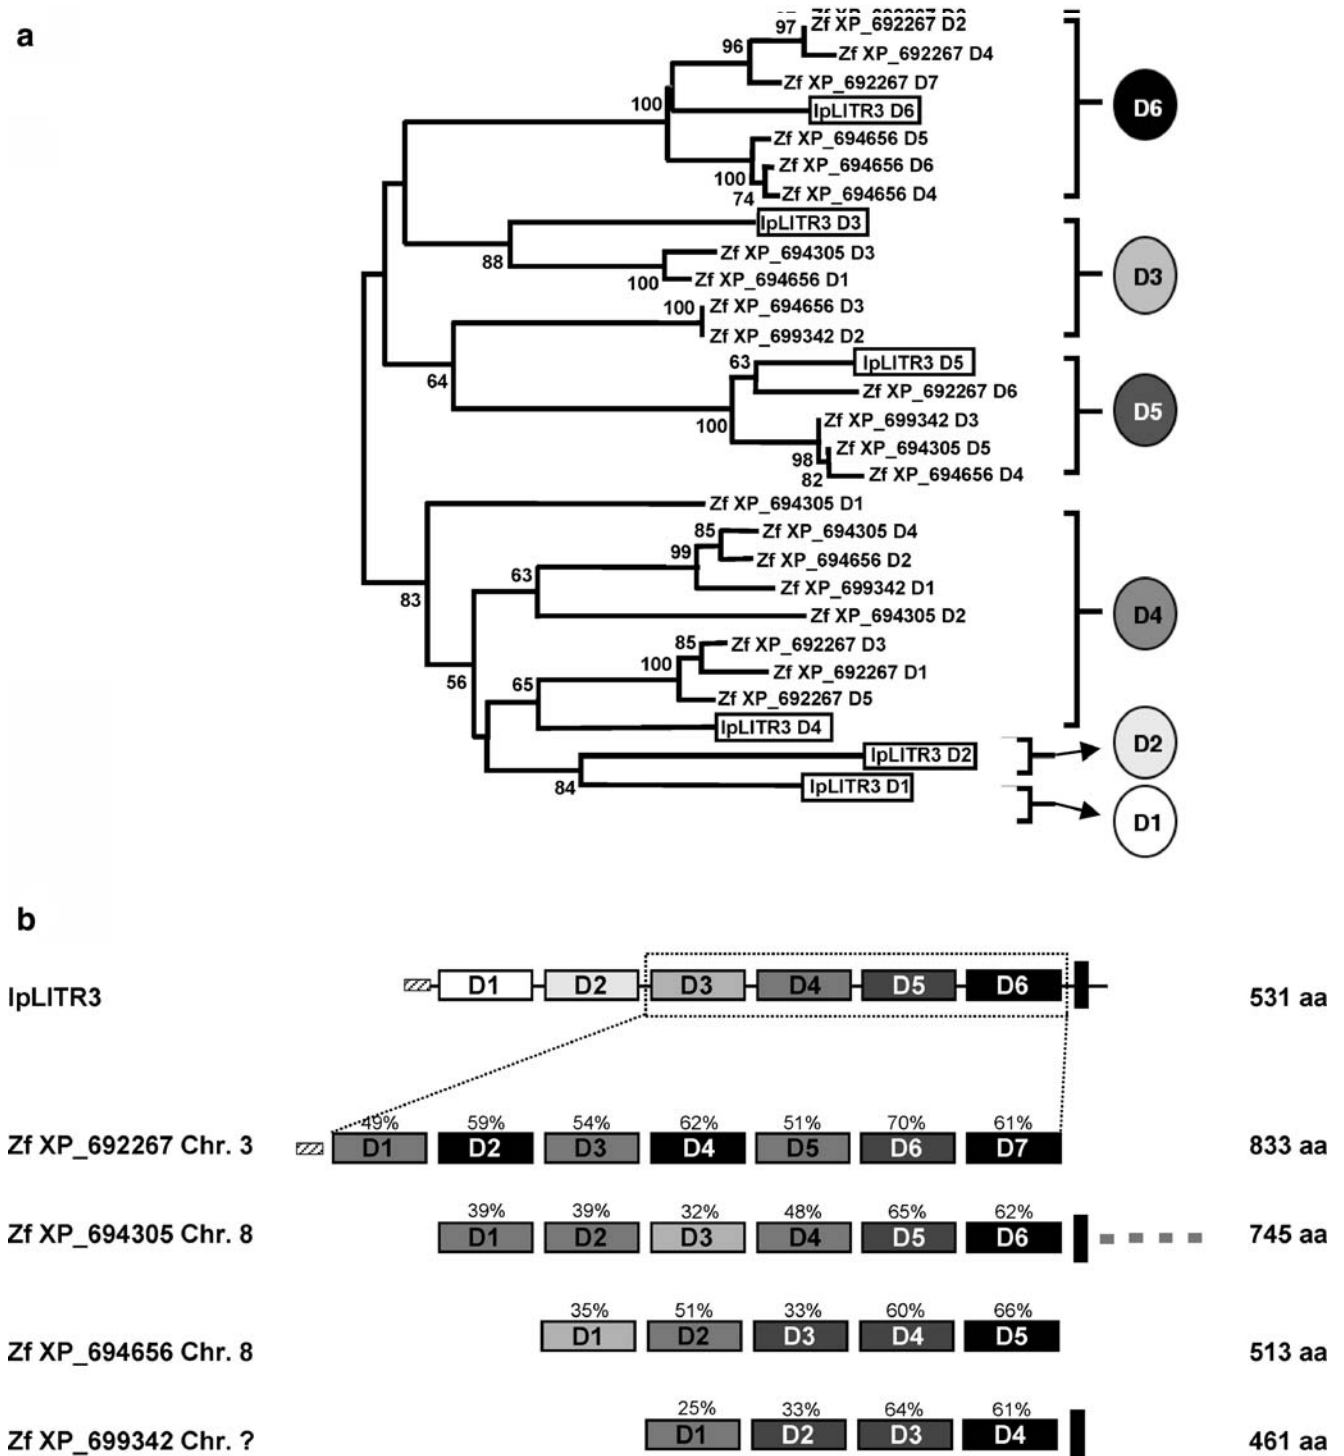 a
97 Zf XP_692267 D2
96 Zf XP_692267 D4
Zf XP_692267 D7
100 IpLITR3 D6
Zf XP_694656 D5
Zf XP_694656 D6
100
74 Zf XP_694656 D4
D6
IpLITR3 D3
88 Zf XP_694305 D3
100 Zf XP_694656 D1
D3
100 Zf XP_694656 D3
Zf XP_699342 D2
64 63 IpLITR3 D5
Zf XP_692267 D6
100 Zf XP_699342 D3
Zf XP_694305 D5
98
82 Zf XP_694656 D4
D5
Zf XP_694305 D1
83 85 Zf XP_694305 D4
99 Zf XP_694656 D2
63 Zf XP_699342 D1
Zf XP_694305 D2
56 85 Zf XP_692267 D3
100 Zf XP_692267 D1
65 Zf XP_692267 D5
IpLITR3 D4
D4
IpLITR3 D2
D2
84 IpLITR3 D1
D1
b
IpLITR3 D1 D2 D3 D4 D5 D6 531 aa
49% 59% 54% 62% 51% 70% 61%
Zf XP_692267 Chr. 3 D1 D2 D3 D4 D5 D6 D7 833 aa
39% 39% 32% 48% 65% 62%
Zf XP_694305 Chr. 8 D1 D2 D3 D4 D5 D6 745 aa
35% 51% 33% 60% 66%
Zf XP_694656 Chr. 8 D1 D2 D3 D4 D5 513 aa
25% 33% 64% 61%
Zf XP_699342 Chr. ? D1 D2 D3 D4 461 aa